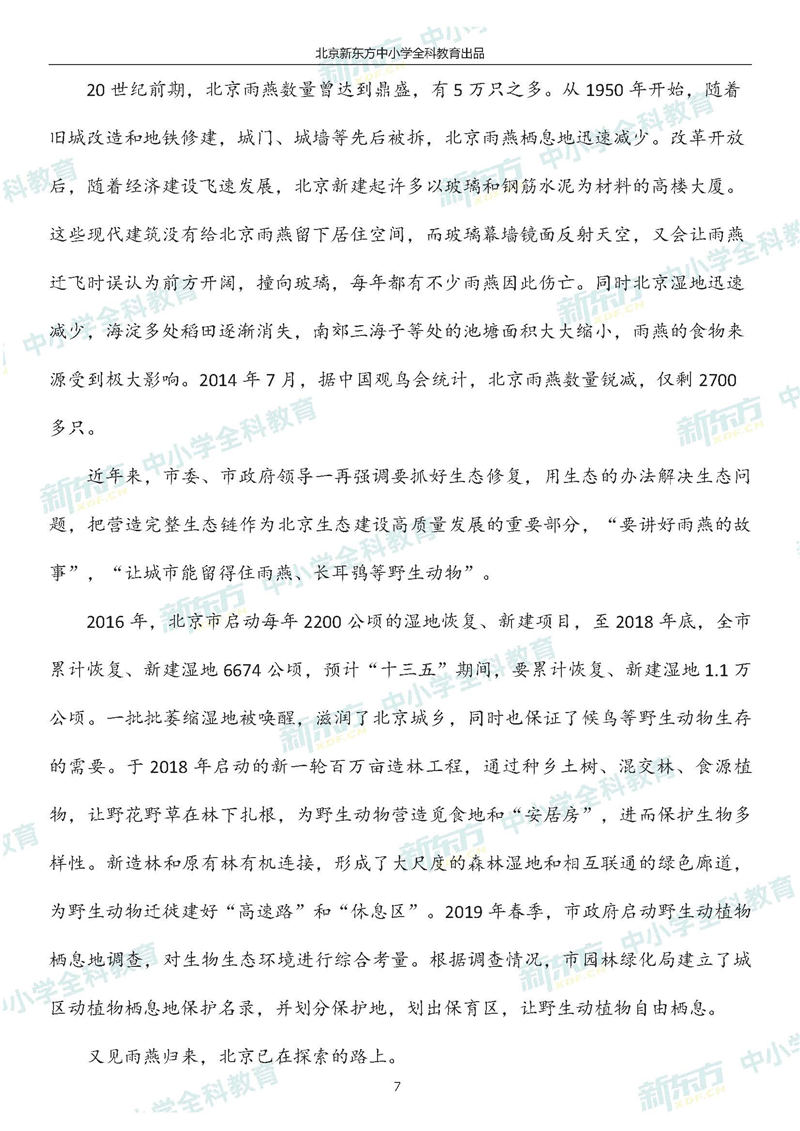 北京新东方中小学全科教育出品
20 世纪前期，北京雨燕数量曾达到鼎盛，有 5 万只之多。从 1950 年开始，随着
旧城改造和地铁修建，城门、城墙等先后被拆，北京雨燕栖息地迅速减少。改革开放
后，随着经济建设飞速发展，北京新建起许多以玻璃和钢筋水泥为材料的高楼大厦。
这些现代建筑没有给北京雨燕留下居住空间，而玻璃幕墙镜面反射天空，又会让雨燕
迁飞时误认为前方开阔，撞向玻璃，每年都有不少雨燕因此伤亡。同时北京湿地迅速
减少，海淀多处稻田逐渐消失，南郊三海子等处的池塘面积大大缩小，雨燕的食物来
源受到极大影响。2014 年 7 月，据中国观鸟会统计，北京雨燕数量锐减，仅剩 2700
多只。
近年来，市委、市政府领导一再强调要抓好生态修复，用生态的办法解决生态问
题，把营造完整生态链作为北京生态建设高质量发展的重要部分，“要讲好雨燕的故
事”，“让城市能留得住雨燕、长耳鸮等野生动物”。
2016 年，北京市启动每年 2200 公顷的湿地恢复、新建项目，至 2018 年底，全市
累计恢复、新建湿地 6674 公顷，预计“十三五”期间，要累计恢复、新建湿地 1.1 万
公顷。一批批萎缩湿地被唤醒，滋润了北京城乡，同时也保证了候鸟等野生动物生存
的需要。于 2018 年启动的新一轮百万亩造林工程，通过种乡土树、混交林、食源植
物，让野花野草在林下扎根，为野生动物营造觅食地和“安居房”，进而保护生物多
样性。新造林和原有林有机连接，形成了大尺度的森林湿地和相互联通的绿色廊道，
为野生动物迁徙建好“高速路”和“休息区”。2019 年春季，市政府启动野生动植物
栖息地调查，对生物生态环境进行综合考量。根据调查情况，市园林绿化局建立了城
区动植物栖息地保护名录，并划分保护地，划出保育区，让野生动植物自由栖息。
又见雨燕归来，北京已在探索的路上。
7